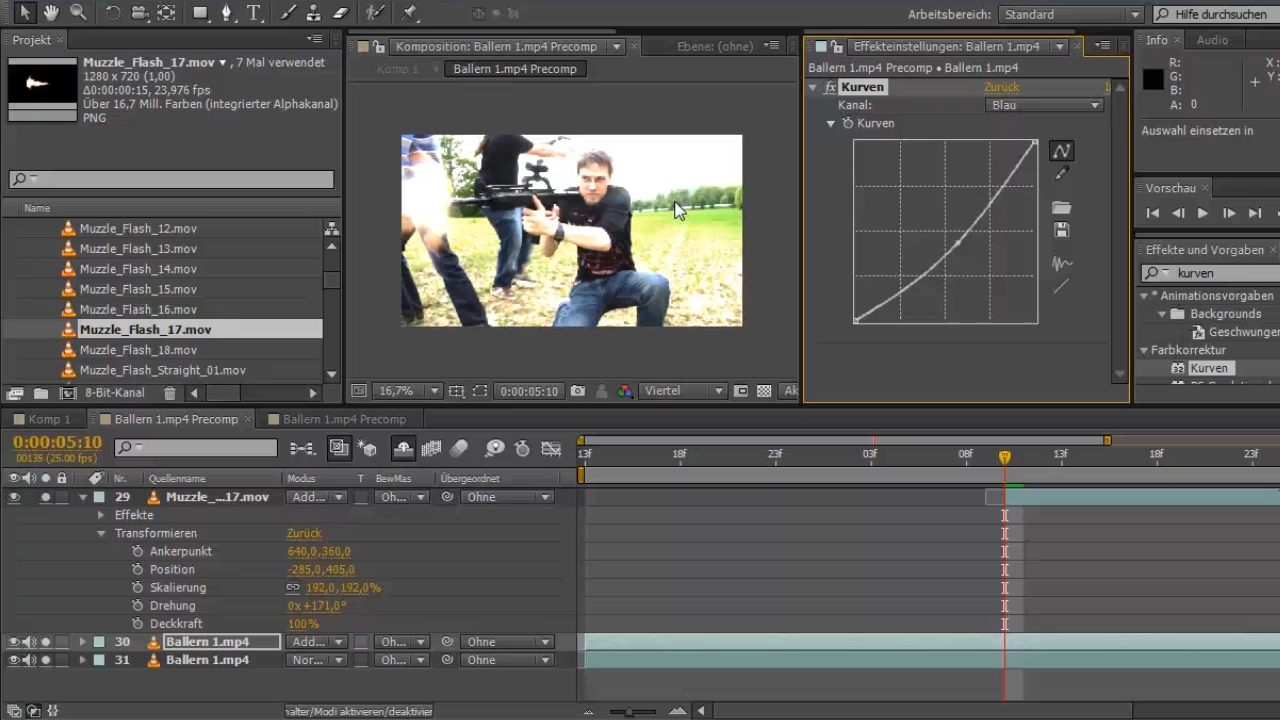 Arbeitsbereich: Standard Hilfe durchsuchen
Projekt
Muzzle_Flash_17.mov , 7 Mal verwendet
1280 x 720 (1,00)
Δ0:00:00:15, 23,976 fps
Über 16,7 Mill. Farben (integrierter Alphakanal)
PNG
Name
Muzzle_Flash_12.mov
Muzzle_Flash_13.mov
Muzzle_Flash_14.mov
Muzzle_Flash_15.mov
Muzzle_Flash_16.mov
Muzzle_Flash_17.mov
Muzzle_Flash_18.mov
Muzzle_Flash_Straight_01.mov
8-Bit-Kanal
Komposition: Ballern 1.mp4 Precomp
Ebene: (ohne)
Komp 1
Ballern 1.mp4 Precomp
16,7%
0:00:05:10
Viertel
Ak
Effekteinstellungen: Ballern 1.mp4
Ballern 1.mp4 Precomp • Ballern 1.mp4
fx Kurven Zurück
Kanal: Blau
Kurven
Info Audio
R: X:
G: Y:
B:
A: 0
Auswahl einsetzen in
Vorschau
Effekte und Vorgaben
kurven
* Animationsvorgaben
Backgrounds
Geschwungen
Farbkorrektur
32 Kurven
Komp 1
Ballern 1.mp4 Precomp
Ballern 1.mp4 Precomp
0:00:05:10
00135 (25.00 fps)
13f 18f 23f 03f 08f 13f 18f 23f
Nr. Quellenname Modus T BewMas Übergeordnet
29 Muzzle_...17.mov Add... Oh... Ohne
Effekte
Transformieren Zurück
Ankerpunkt 640,0,360,0
Position -285,0,405,0
Skalierung 192,0,192,0%
Drehung 0x+171,0°
Deckkraft 100%
30 Ballern 1.mp4 Add... Oh... Ohne
31 Ballern 1.mp4 Nor... Oh... Ohne
halter/Modi aktivieren/deaktivier